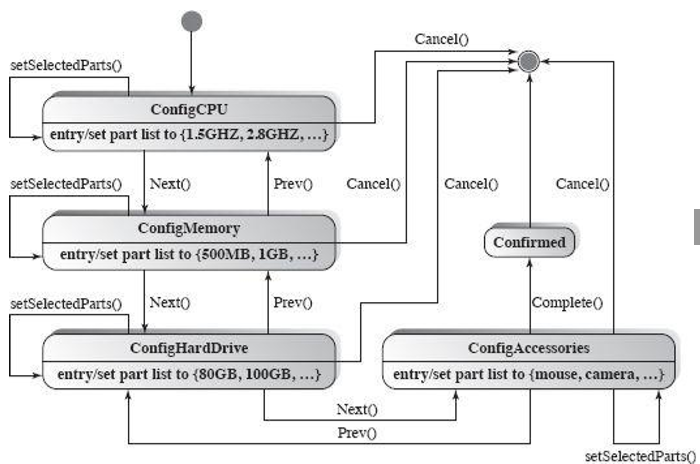 Cancel()
setSelectedParts()
ConfigCPU
entry/set part list to {1.5GHZ, 2.8GHZ, ...}
setSelectedParts()
Next()
Prev()
Cancel()
Cancel()
Cancel()
ConfigMemory
entry/set part list to {500MB, 1GB, ...}
Confirmed
setSelectedParts()
Next()
Prev()
Complete()
ConfigHardDrive
entry/set part list to {80GB, 100GB, ...}
ConfigAccessories
entry/set part list to {mouse, camera, ...}
Next()
Prev()
setSelectedParts()